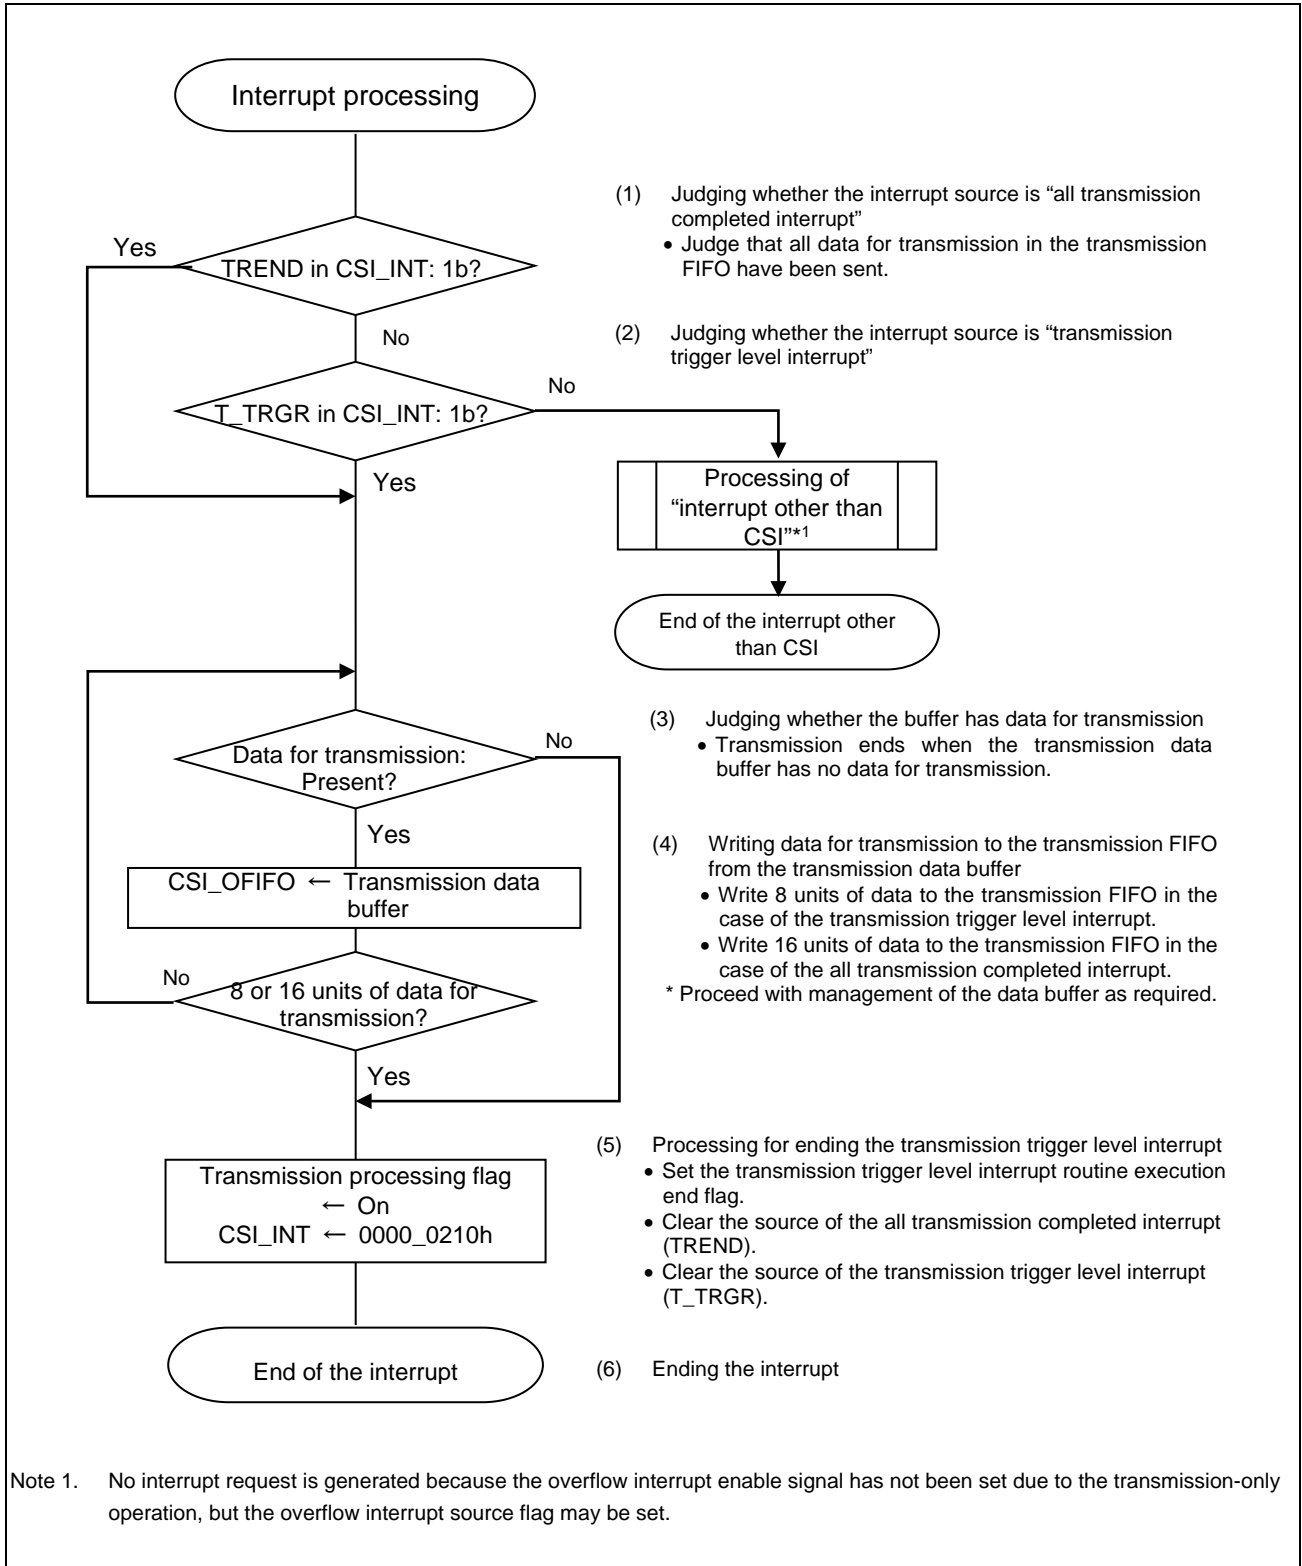 Interrupt processing
(1) Judging whether the interrupt source is “all transmission
completed interrupt”
• Judge that all data for transmission in the transmission
FIFO have been sent.
Yes
TREND in CSI_INT: 1b?
No
(2) Judging whether the interrupt source is “transmission
trigger level interrupt”
No
T_TRGR in CSI_INT: 1b?
Yes
Processing of
“interrupt other than
CSI”*1
End of the interrupt other
than CSI
(3) Judging whether the buffer has data for transmission
• Transmission ends when the transmission data
buffer has no data for transmission.
No
Data for transmission:
Present?
Yes
(4) Writing data for transmission to the transmission FIFO
from the transmission data buffer
• Write 8 units of data to the transmission FIFO in the
case of the transmission trigger level interrupt.
• Write 16 units of data to the transmission FIFO in the
case of the all transmission completed interrupt.
* Proceed with management of the data buffer as required.
CSI_OFIFO ← Transmission data
buffer
No
8 or 16 units of data for
transmission?
Yes
(5) Processing for ending the transmission trigger level interrupt
• Set the transmission trigger level interrupt routine execution
end flag.
• Clear the source of the all transmission completed interrupt
(TREND).
• Clear the source of the transmission trigger level interrupt
(T_TRGR).
Transmission processing flag
← On
CSI_INT ← 0000_0210h
End of the interrupt
(6) Ending the interrupt
Note 1. No interrupt request is generated because the overflow interrupt enable signal has not been set due to the transmission-only
operation, but the overflow interrupt source flag may be set.